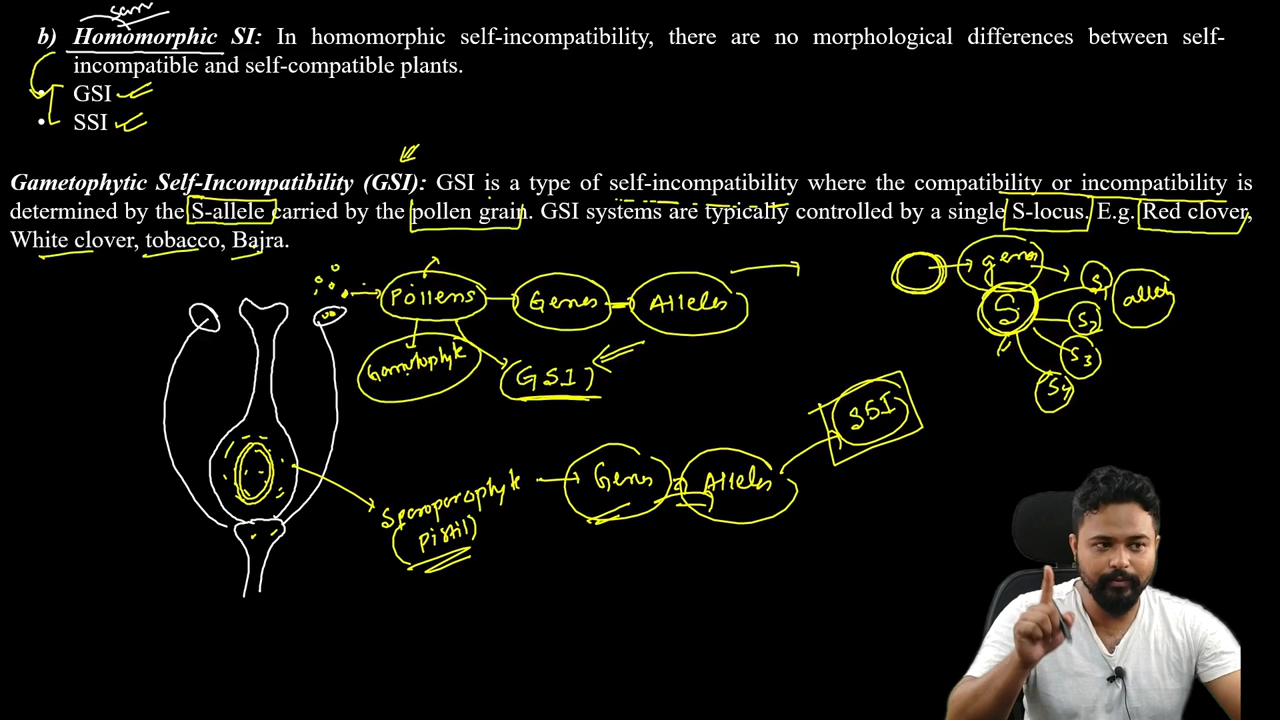 sam
b) Homomorphic SI: In homomorphic self-incompatibility, there are no morphological differences between self-
incompatible and self-compatible plants.
• GSI
• SSI
Gametophytic Self-Incompatibility (GSI): GSI is a type of self-incompatibility where the compatibility or incompatibility is
determined by the S-allele carried by the pollen grain. GSI systems are typically controlled by a single S-locus. E.g. Red clover,
White clover, tobacco, Bajra.
Pollens Genes Alleles
Gametophyte GSI
genes
S S1 S2 S3 S4
SSI
Genes Alleles
Pistil